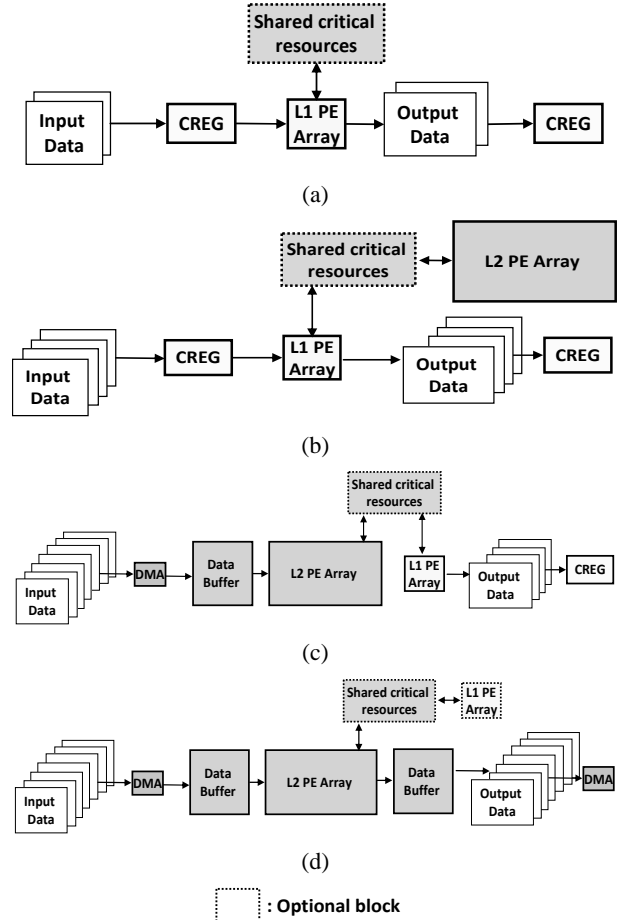 Shared critical
resources
Input
Data
CREG
L1 PE
Array
Output
Data
CREG
(a)
Shared critical
resources
L2 PE Array
Input
Data
CREG
L1 PE
Array
Output
Data
CREG
(b)
Shared critical
resources
Input
Data
DMA
Data
Buffer
L2 PE Array
L1 PE
Array
Output
Data
CREG
(c)
Shared critical
resources
L1 PE
Array
Input
Data
DMA
Data
Buffer
L2 PE Array
Data
Buffer
Output
Data
DMA
(d)
: Optional block